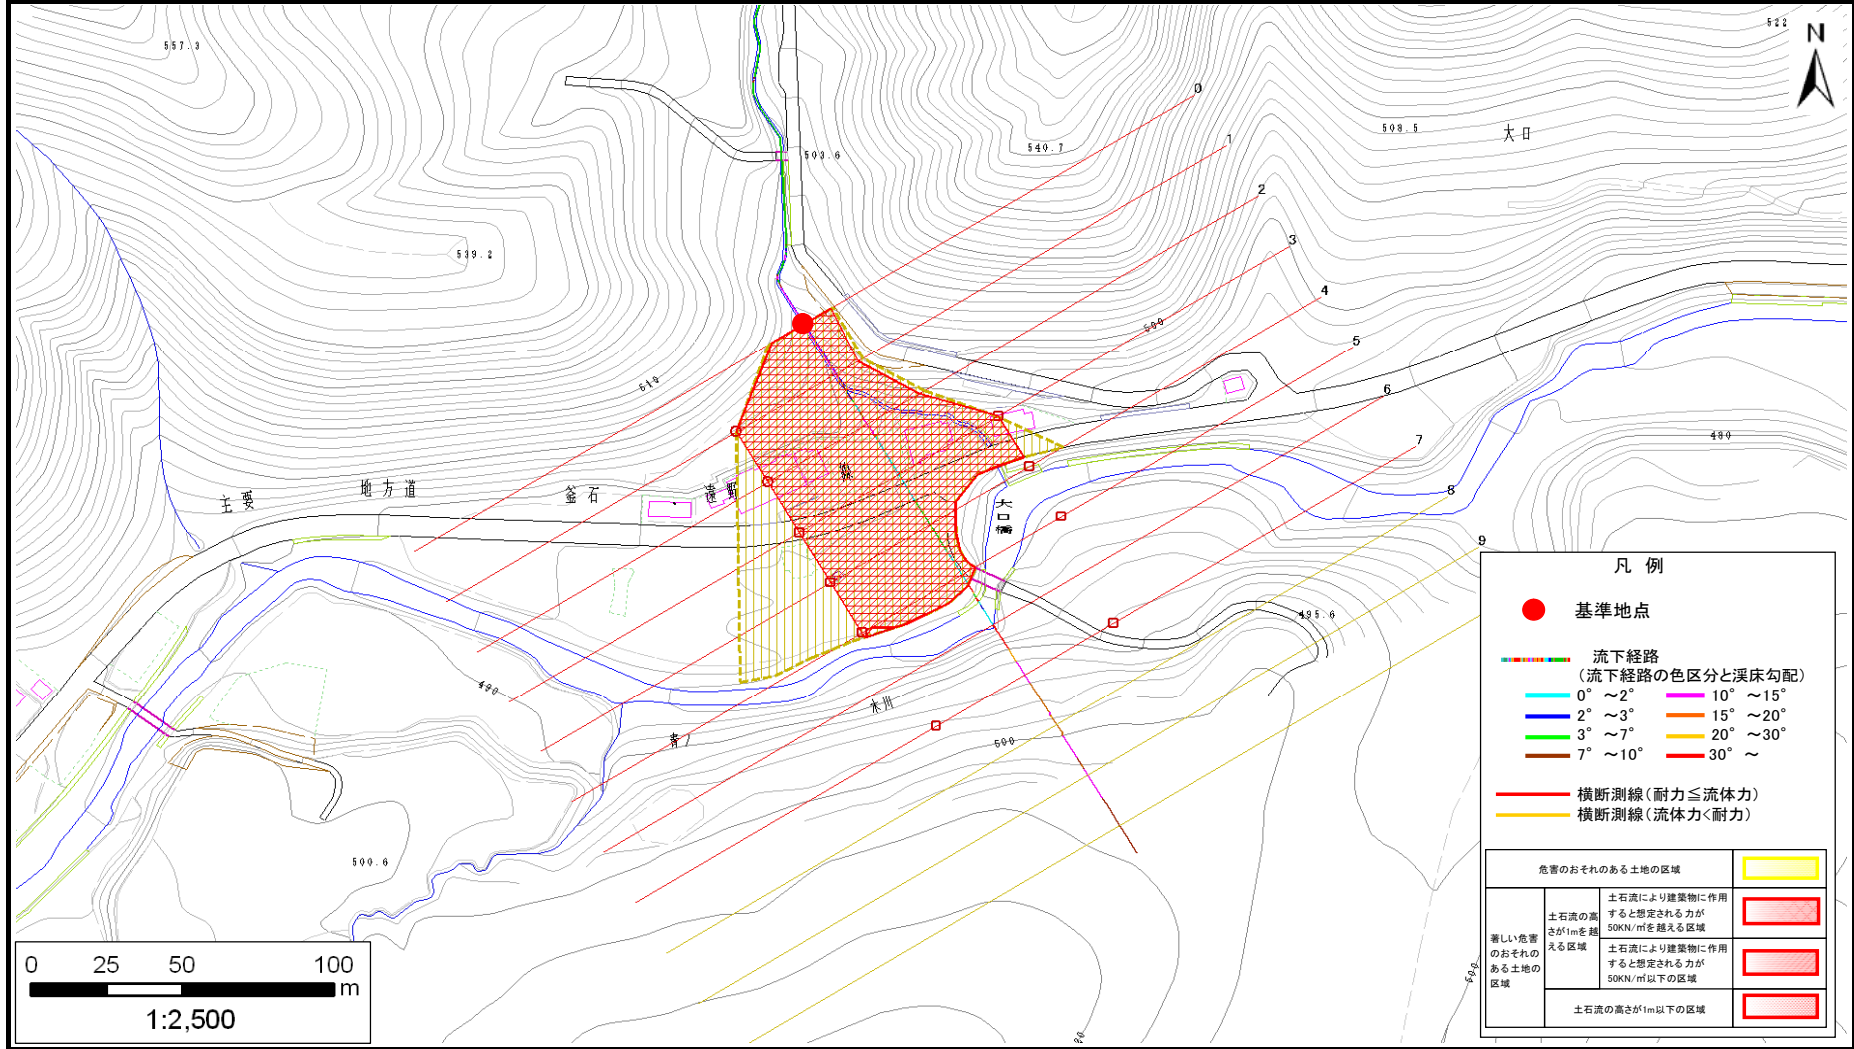 557.3
522
N
0
503.6
540.7
508.5
大口
1
2
539.2
3
4
500
5
510
6
7
480
主要
地方道
釜石
遠野
線
8
大口橋
9
495.6
490
米川
青
500
500.6
500
凡 例
基準地点
流下経路
(流下経路の色区分と渓床勾配)
0° ～2°
10° ～15°
2° ～3°
15° ～20°
3° ～7°
20° ～30°
7° ～10°
30° ～
横断測線(耐力≦流体力)
横断測線(流体力<耐力)
危害のおそれのある土地の区域
著しい危害
のおそれの
ある土地の
区域
土石流の高
さが1mを越
える区域
土石流により建築物に作用
すると想定される力が
50KN/㎡を越える区域
土石流により建築物に作用
すると想定される力が
50KN/㎡以下の区域
土石流の高さが1m以下の区域
0 25 50 100
m
1:2,500